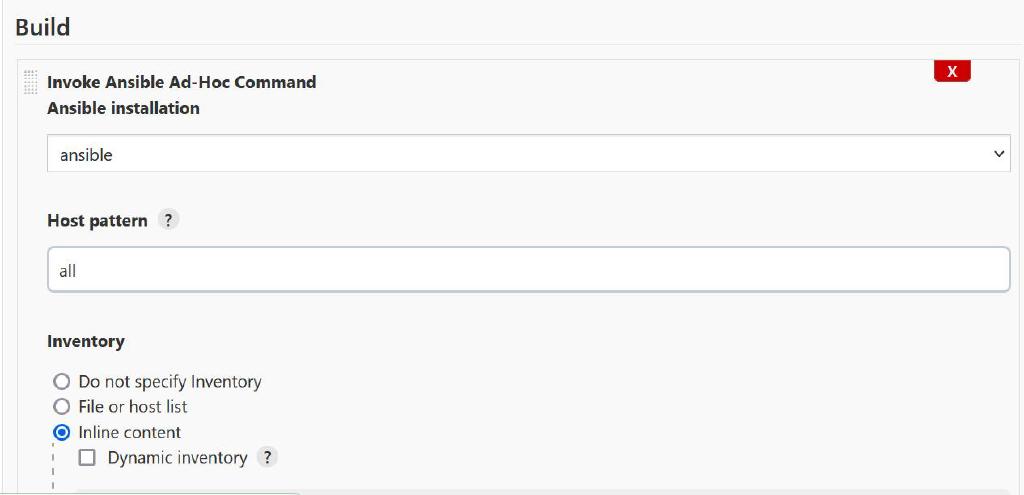 Build
Invoke Ansible Ad-Hoc Command
X
Ansible installation
ansible
Host pattern ?
all
Inventory
Do not specify Inventory
File or host list
Inline content
Dynamic inventory ?